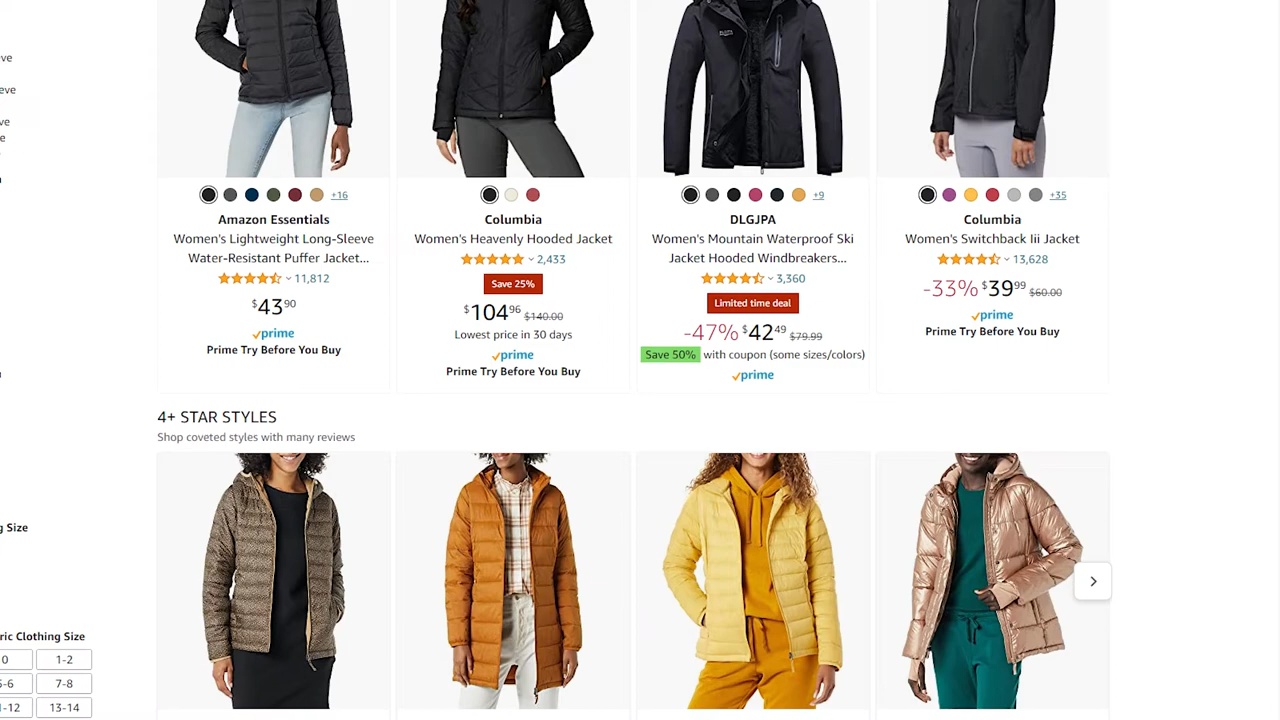 eve
eve
ve
e
+16
Amazon Essentials
Women's Lightweight Long-Sleeve
Water-Resistant Puffer Jacket...
11,812
$43.90
prime
Prime Try Before You Buy
Columbia
Women's Heavenly Hooded Jacket
2,433
Save 25%
$104.96 $140.00
Lowest price in 30 days
prime
Prime Try Before You Buy
+9
DLGJPA
Women's Mountain Waterproof Ski
Jacket Hooded Windbreakers...
3,360
Limited time deal
-47% $42.49 $79.99
Save 50% with coupon (some sizes/colors)
prime
+35
Columbia
Women's Switchback Iii Jacket
13,628
-33% $39.99 $60.00
prime
Prime Try Before You Buy
4+ STAR STYLES
Shop coveted styles with many reviews
g Size
ric Clothing Size
0 1-2
5-6 7-8
1-12 13-14